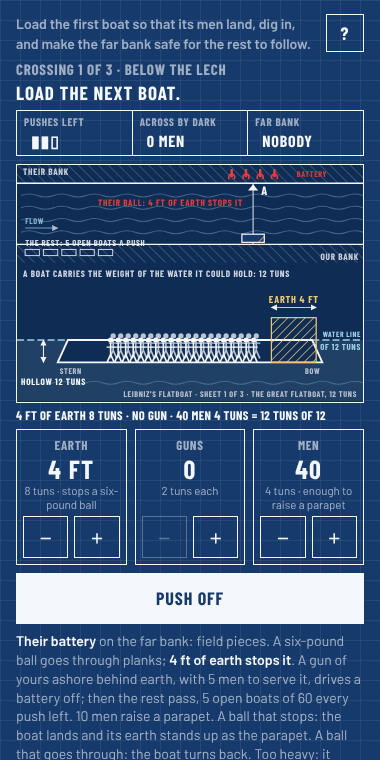 Load the first boat so that its men land, dig in,
and make the far bank safe for the rest to follow.
?
CROSSING 1 OF 3 · BELOW THE LECH
LOAD THE NEXT BOAT.
PUSHES LEFT
ACROSS BY DARK
0 MEN
FAR BANK
NOBODY
THEIR BANK
BATTERY
A
THEIR BALL: 4 FT OF EARTH STOPS IT
FLOW
THE REST: 5 OPEN BOATS A PUSH
OUR BANK
A BOAT CARRIES THE WEIGHT OF THE WATER IT COULD HOLD: 12 TUNS
EARTH 4 FT
WATER LINE
OF 12 TUNS
STERN
BOW
HOLLOW 12 TUNS
LEIBNIZ'S FLATBOAT · SHEET 1 OF 3 · THE GREAT FLATBOAT, 12 TUNS
4 FT OF EARTH 8 TUNS · NO GUN · 40 MEN 4 TUNS = 12 TUNS OF 12
EARTH
4 FT
8 tuns · stops a six-
pound ball
− +
GUNS
0
2 tuns each
− +
MEN
40
4 tuns · enough to
raise a parapet
− +
PUSH OFF
Their battery on the far bank: field pieces. A six-pound
ball goes through planks; 4 ft of earth stops it. A gun of
yours ashore behind earth, with 5 men to serve it, drives a
battery off; then the rest pass, 5 open boats of 60 every
push left. 10 men raise a parapet. A ball that stops: the
boat lands and its earth stands up as the parapet. A ball
that goes through: the boat turns back. Too heavy: it